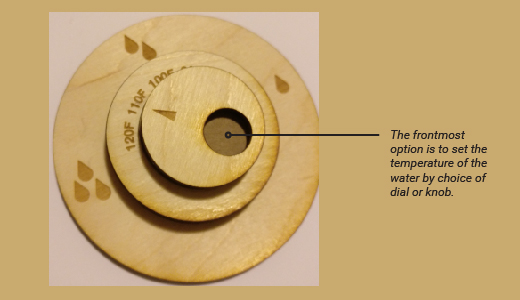 120F 110F 100F
The frontmost
option is to set the
temperature of the
water by choice of
dial or knob.